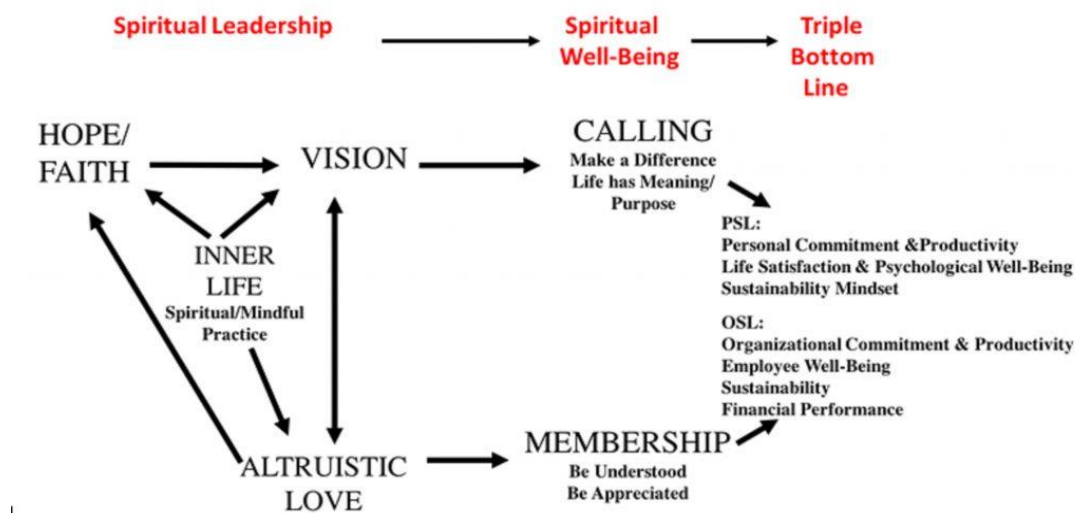 Spiritual Leadership
Spiritual
Well-Being
Triple
Bottom
Line
HOPE/
FAITH
VISION
CALLING
Make a Difference
Life has Meaning/
Purpose
INNER
LIFE
Spiritual/Mindful
Practice
PSL:
Personal Commitment &Productivity
Life Satisfaction & Psychological Well-Being
Sustainability Mindset
OSL:
Organizational Commitment & Productivity
Employee Well-Being
Sustainability
Financial Performance
ALTRUISTIC
LOVE
MEMBERSHIP
Be Understood
Be Appreciated